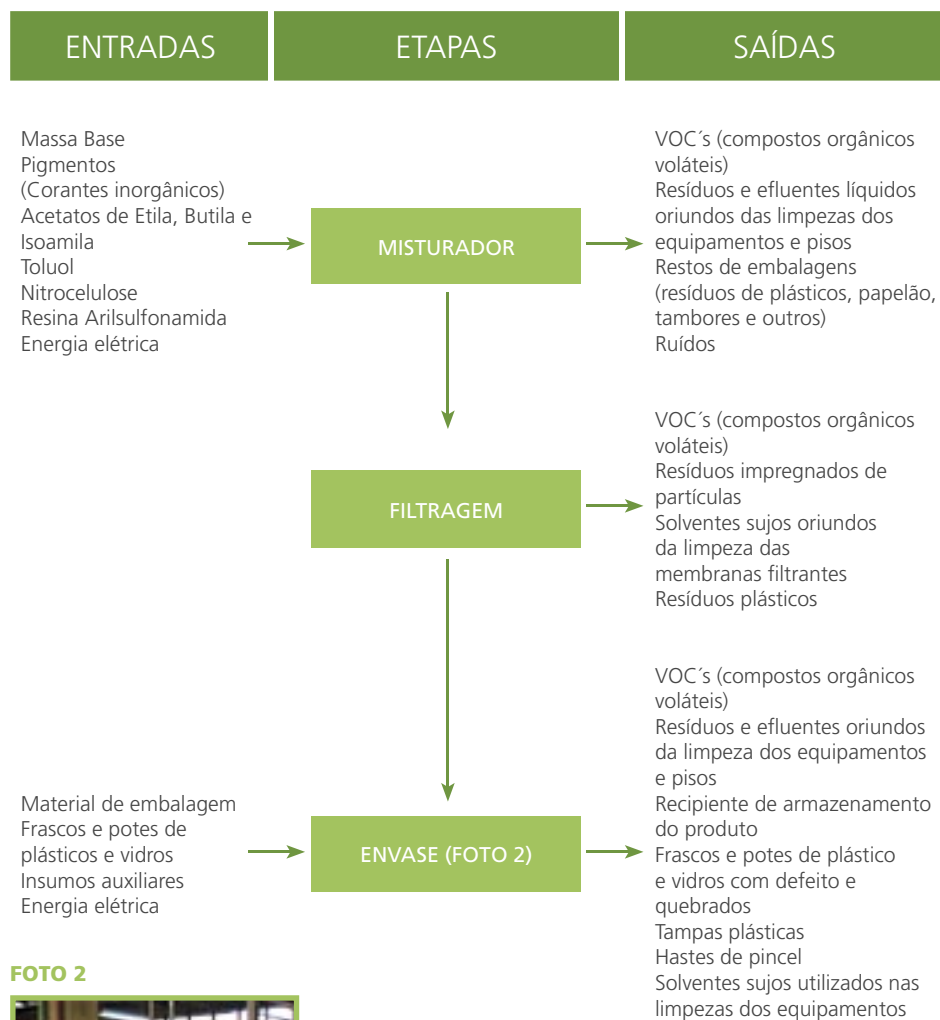 ENTRADAS
ETAPAS
SAÍDAS
Massa Base
Pigmentos
(Corantes inorgânicos)
Acetatos de Etila, Butila e
Isoamila
Toluol
Nitrocelulose
Resina Arilsulfonamida
Energia elétrica
MISTURADOR
VOC´s (compostos orgânicos
voláteis)
Resíduos e efluentes líquidos
oriundos das limpezas dos
equipamentos e pisos
Restos de embalagens
(resíduos de plásticos, papelão,
tambores e outros)
Ruídos
FILTRAGEM
VOC´s (compostos orgânicos
voláteis)
Resíduos impregnados de
partículas
Solventes sujos oriundos
da limpeza das
membranas filtrantes
Resíduos plásticos
Material de embalagem
Frascos e potes de
plásticos e vidros
Insumos auxiliares
Energia elétrica
ENVASE (FOTO 2)
VOC´s (compostos orgânicos
voláteis)
Resíduos e efluentes oriundos
da limpeza dos equipamentos
e pisos
Recipiente de armazenamento
do produto
Frascos e potes de plástico
e vidros com defeito e
quebrados
Tampas plásticas
Hastes de pincel
Solventes sujos utilizados nas
limpezas dos equipamentos
FOTO 2